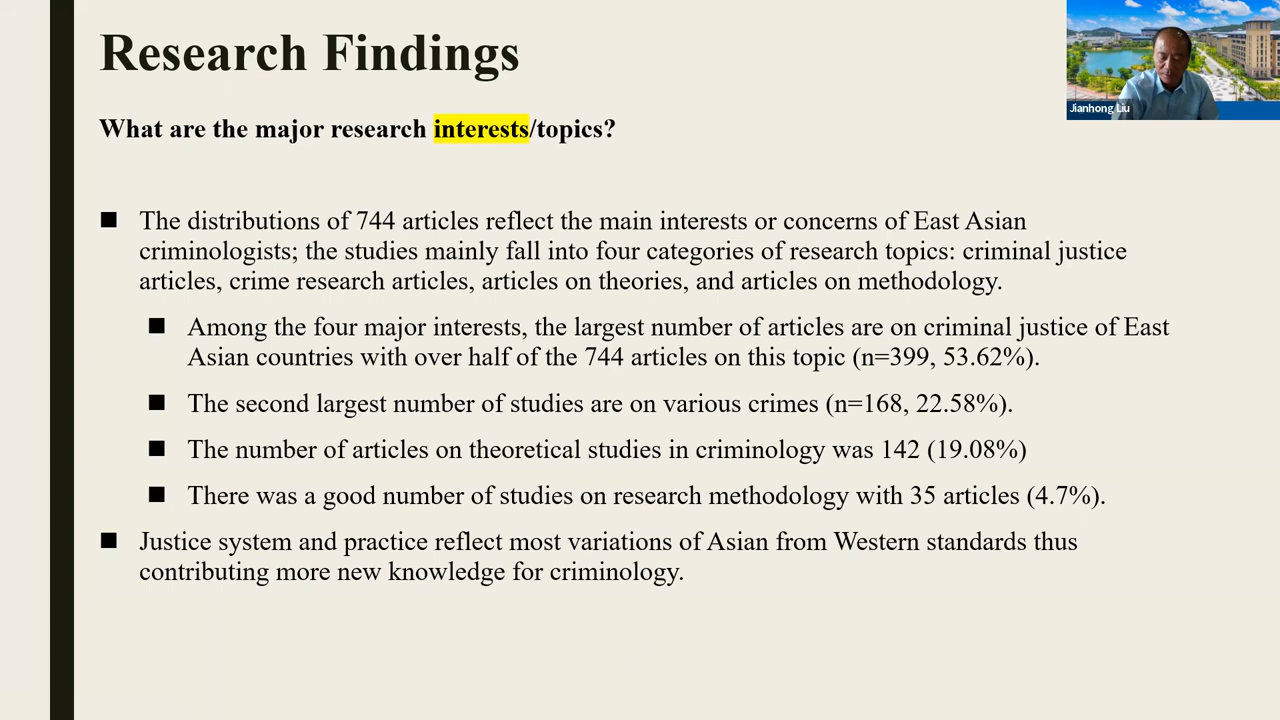 Research Findings
Jianhong Liu
What are the major research interests/topics?
■ The distributions of 744 articles reflect the main interests or concerns of East Asian
criminologists; the studies mainly fall into four categories of research topics: criminal justice
articles, crime research articles, articles on theories, and articles on methodology.
■ Among the four major interests, the largest number of articles are on criminal justice of East
Asian countries with over half of the 744 articles on this topic (n=399, 53.62%).
■ The second largest number of studies are on various crimes (n=168, 22.58%).
■ The number of articles on theoretical studies in criminology was 142 (19.08%)
■ There was a good number of studies on research methodology with 35 articles (4.7%).
■ Justice system and practice reflect most variations of Asian from Western standards thus
contributing more new knowledge for criminology.